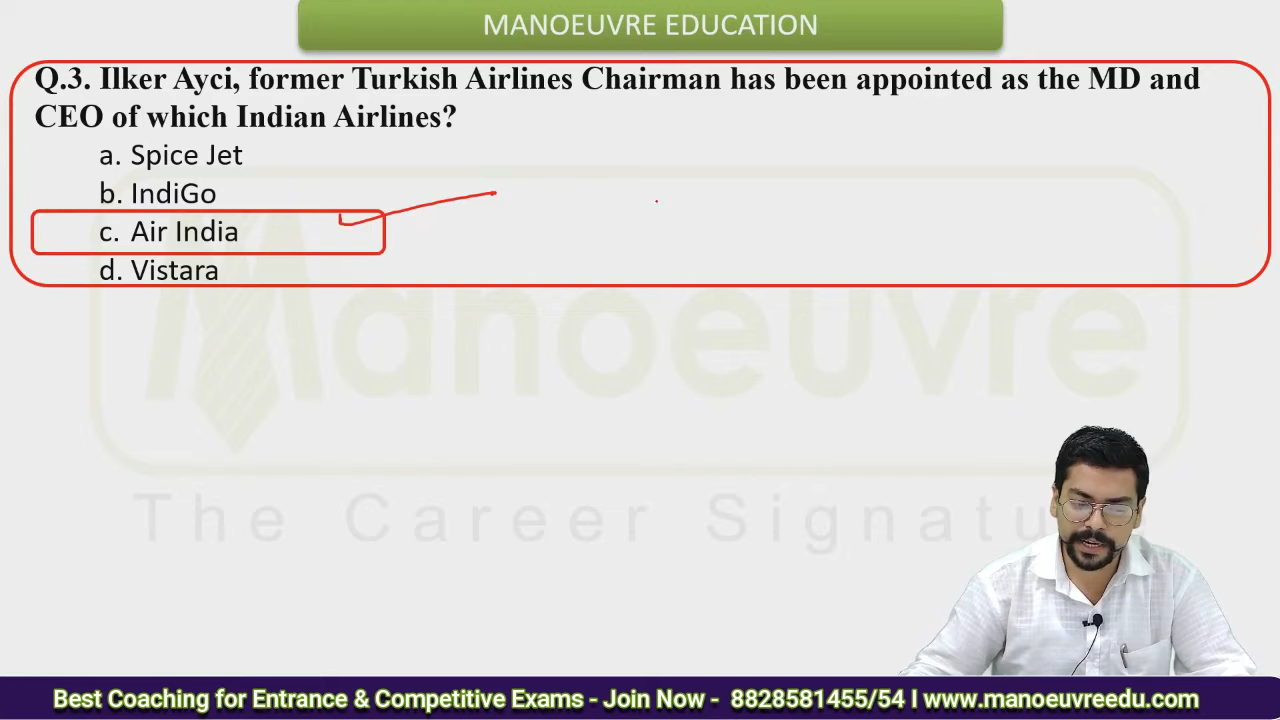 MANOEUVRE EDUCATION
Q.3. Ilker Ayci, former Turkish Airlines Chairman has been appointed as the MD and
CEO of which Indian Airlines?
a. Spice Jet
b. IndiGo
c. Air India
d. Vistara
Manoeuvre
The Career Signatu
Best Coaching for Entrance & Competitive Exams - Join Now - 8828581455/54 I www.manoeuvreedu.com